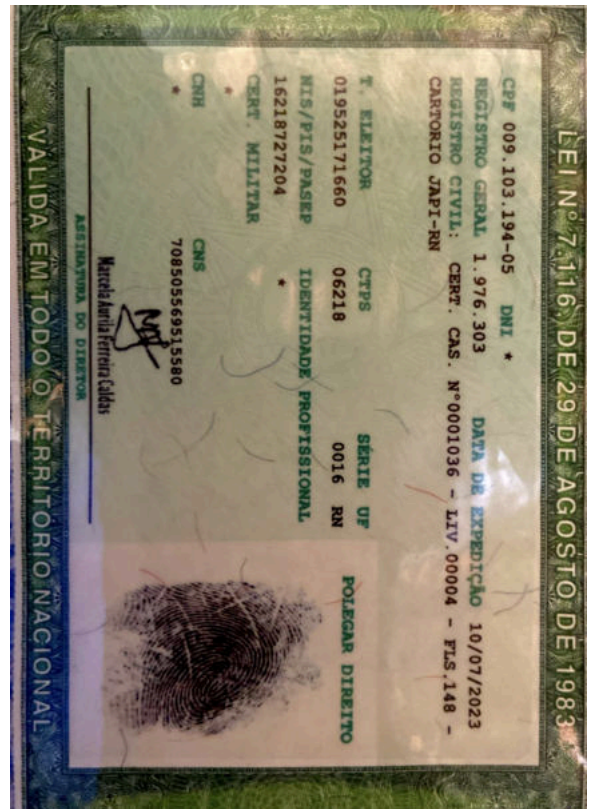 LEI Nº 7.116, DE 29 DE AGOSTO DE 1983
CPF 009.103.194-05 DNI *
REGISTRO GERAL 1.976.303 DATA DE EXPEDIÇÃO 10/07/2023
REGISTRO CIVIL: CERT. CAS. Nº0001036 - LIV.00004 - FLS.148 -
CARTORIO JAPI-RN
T. ELEITOR CTPS SÉRIE UF
019525171660 06218 0016 RN
NIS/PIS/PASEP IDENTIDADE PROFISSIONAL
16218727204 *
CERT. MILITAR
*
CNH CNS
* 708505569515580
POLEGAR DIREITO
Marcela Aurila Ferreira Caldas
ASSINATURA DO DIRETOR
VÁLIDA EM TODO O TERRITÓRIO NACIONAL